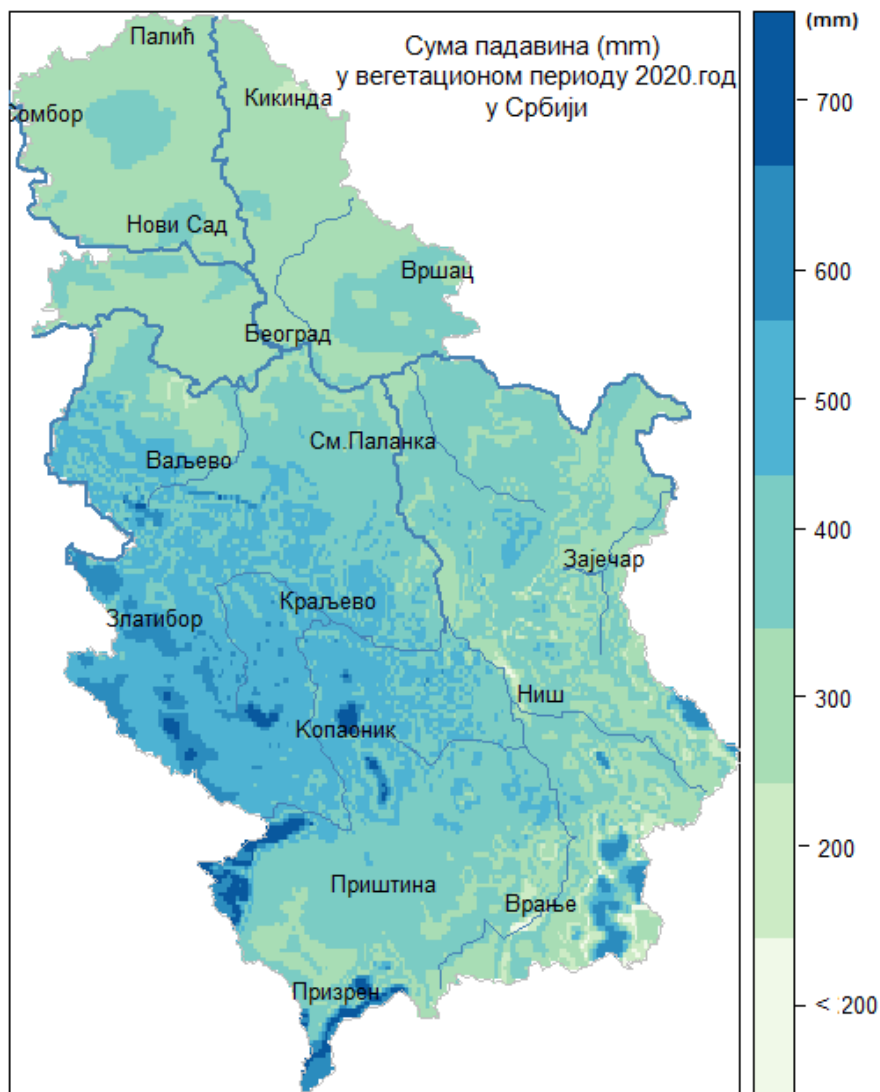 Сума падавина (mm)
у вегетационом периоду 2020.год
у Србији
(mm)
700
600
500
400
300
200
< :200
Палић
Кикинда
Сомбор
Нови Сад
Вршац
Београд
См.Паланка
Ваљево
Зајечар
Краљево
Златибор
Ниш
Копаоник
Приштина
Врање
Призрен